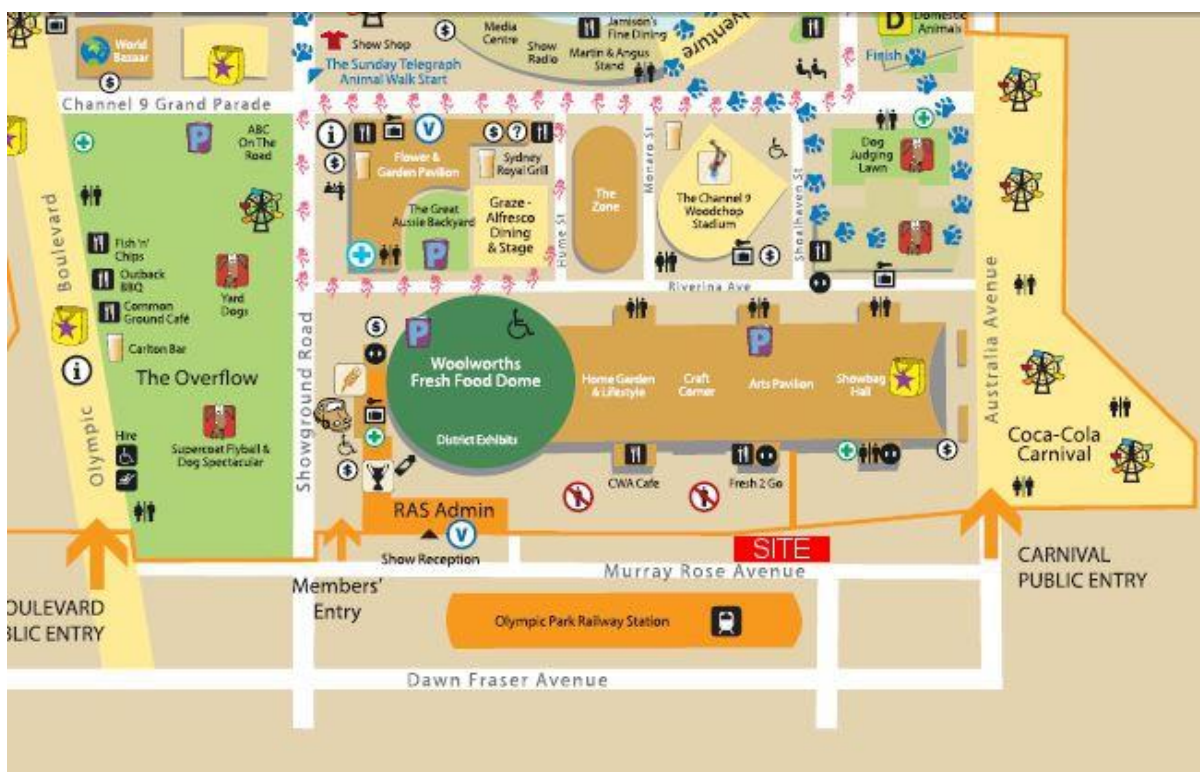 World
Bazaar
Show Shop
The Sunday Telegraph
Animal Walk Start
Media
Centre
Show
Radio
Jamison's
Fine Dining
Martin & Angus
Stand
Adventure
D
Domestic
Animals
Finish
Channel 9 Grand Parade
ABC
On The
Road
Flower &
Garden Pavilion
Sydney
Royal Grill
The Great
Aussie Backyard
Graze -
Alfresco
Dining
& Stage
Hume St
The
Zone
Monaro St
The Channel 9
Woodchop
Stadium
Shoalhaven St
Dog
Judging
Lawn
Riverina Ave
Australia Avenue
Olympic Boulevard
Fish 'n'
Chips
Outback
BBQ
Common
Ground Café
Carlton Bar
Yard
Dogs
The Overflow
Supercoat Flyball &
Dog Spectacular
Hire
Showground Road
P
P
P
P
V
V
i
i
?
$
$
$
$
$
$
$
$
Woolworths
Fresh Food Dome
District Exhibits
Home Garden
& Lifestyle
Craft
Corner
Arts Pavilion
Showbag
Hall
CWA Cafe
Fresh 2 Go
Coca-Cola
Carnival
RAS Admin
Show Reception
SITE
Murray Rose Avenue
CARNIVAL
PUBLIC ENTRY
Members'
Entry
OULEVARD
BLIC ENTRY
Olympic Park Railway Station
Dawn Fraser Avenue